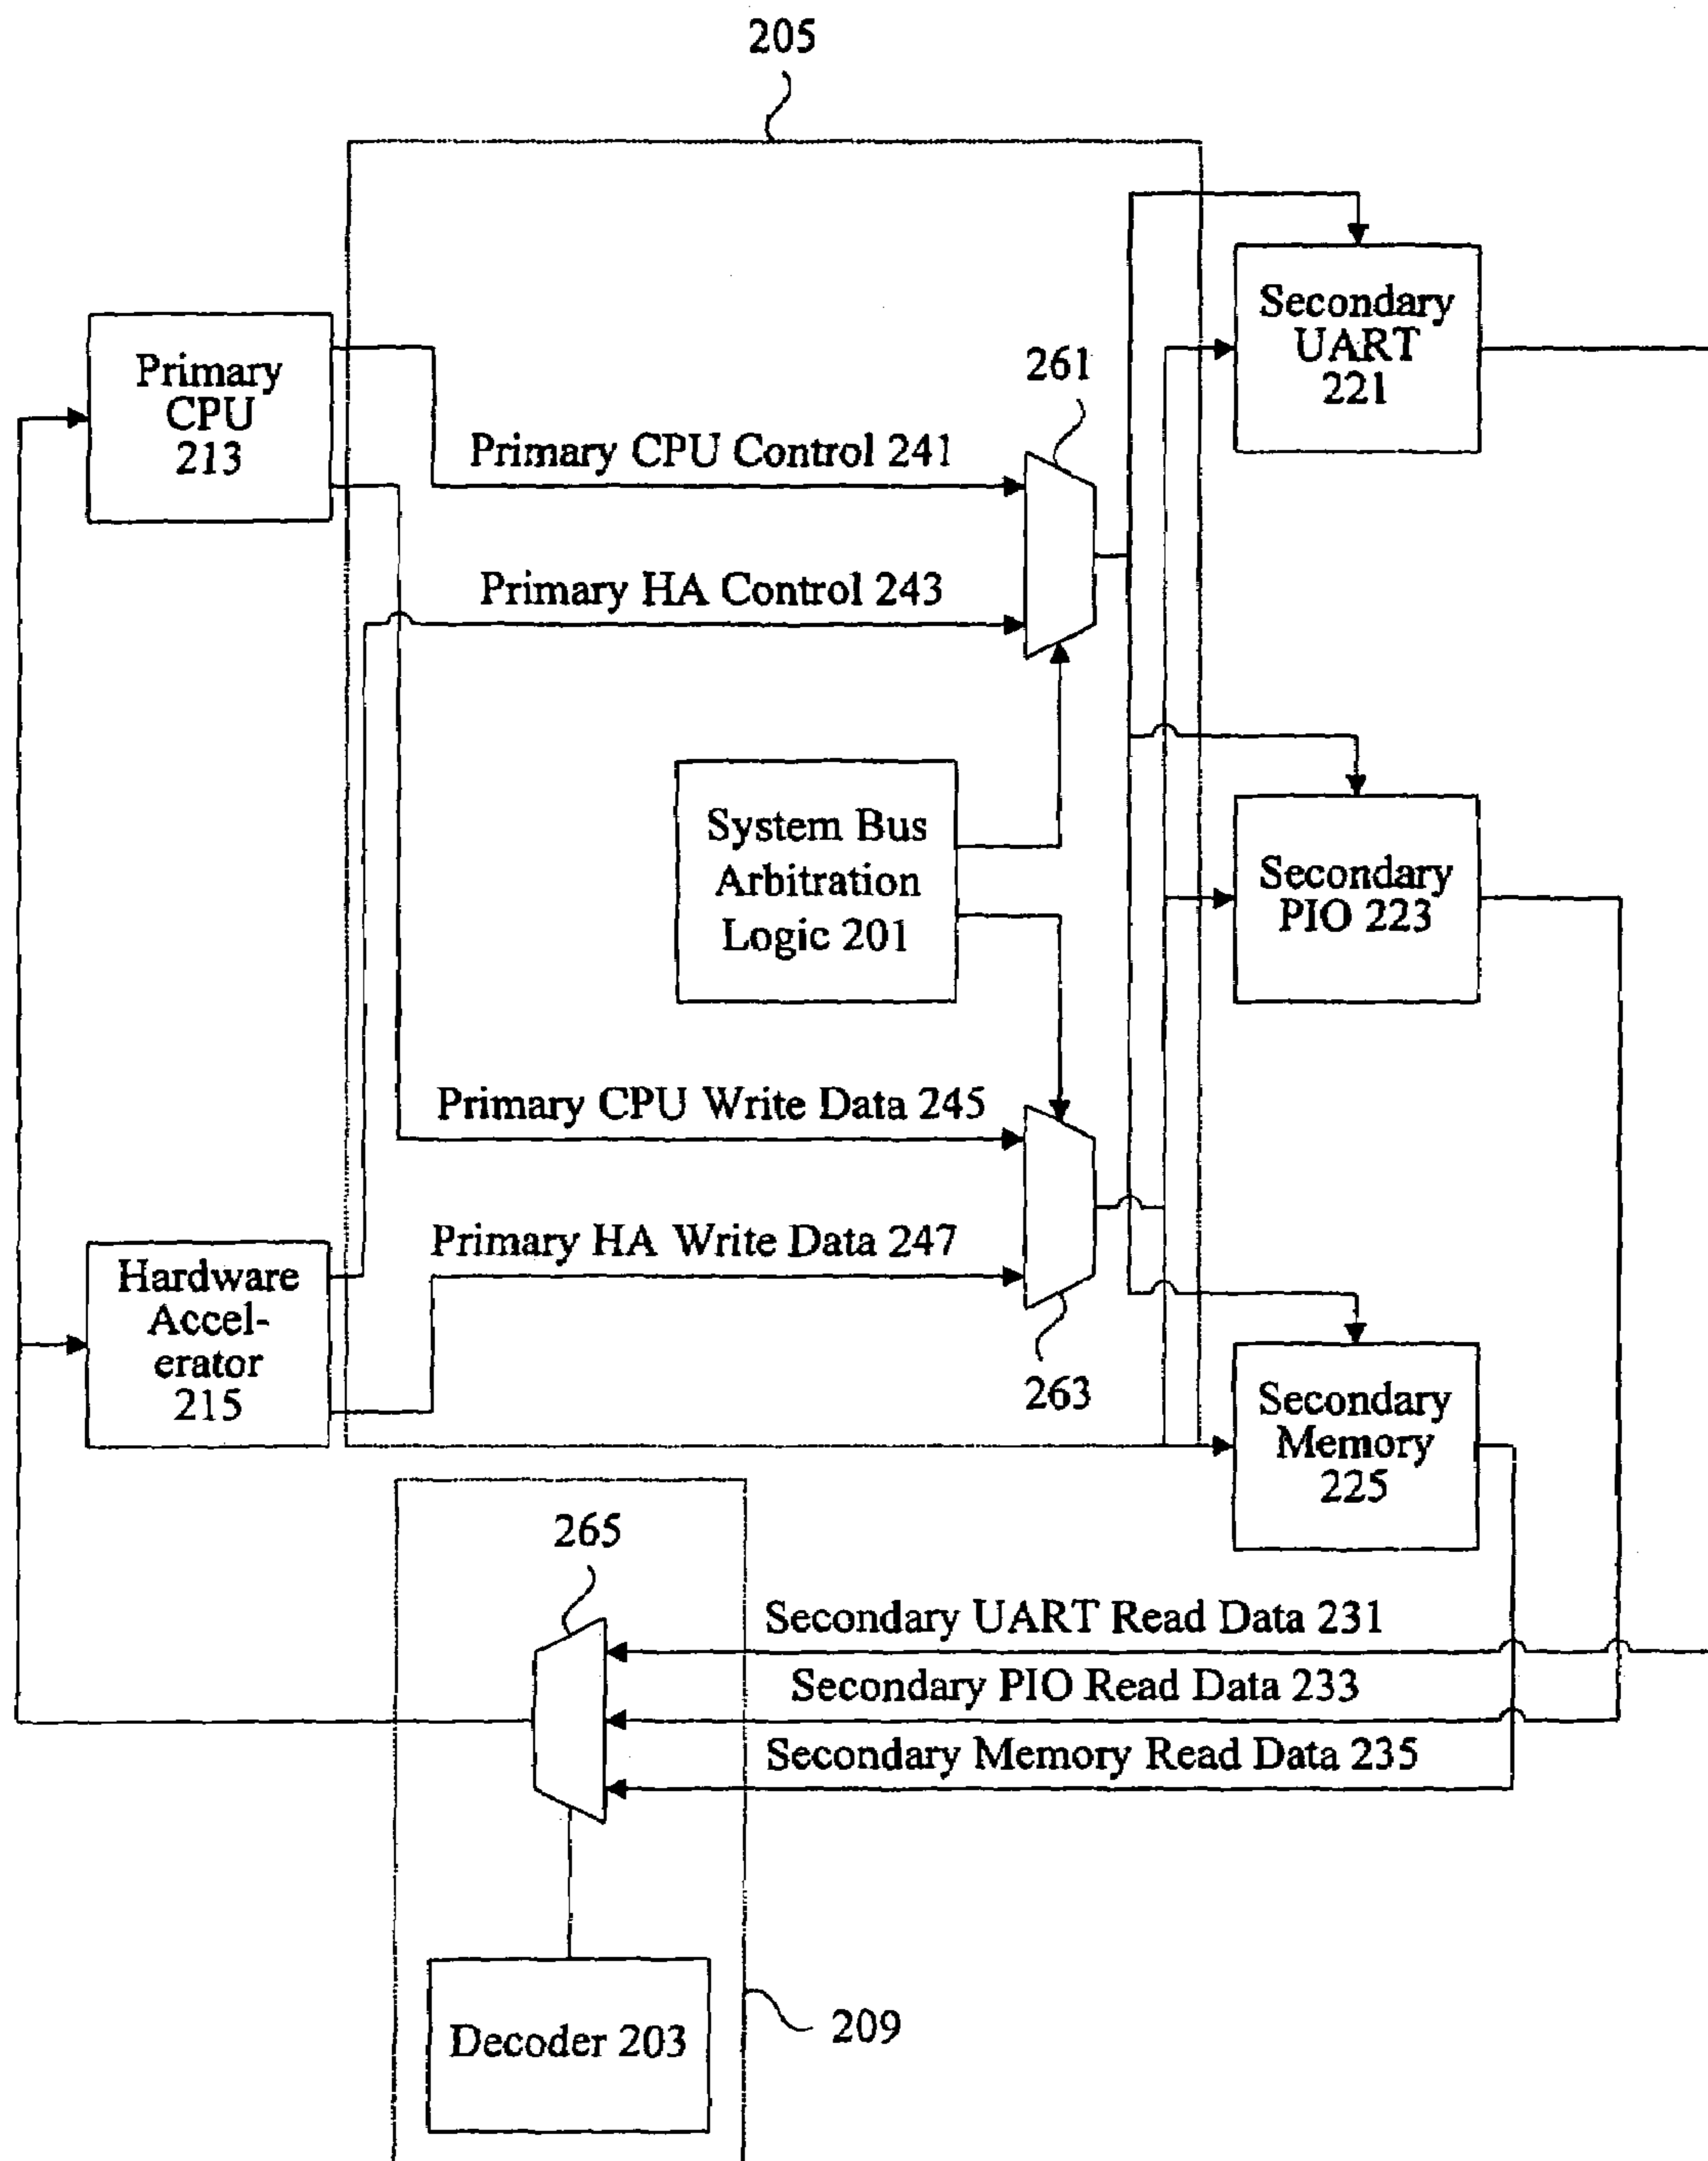 205
Primary
CPU
213
261
Secondary
UART
221
Primary CPU Control 241
Primary HA Control 243
System Bus
Arbitration
Logic 201
Secondary
PIO 223
Primary CPU Write Data 245
Primary HA Write Data 247
Hardware
Accel-
erator
215
263
Secondary
Memory
225
265
Secondary UART Read Data 231
Secondary PIO Read Data 233
Secondary Memory Read Data 235
Decoder 203
209